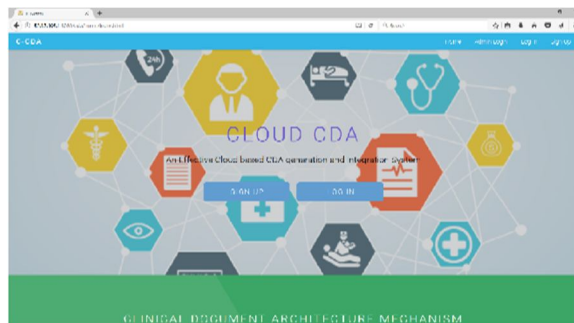 C-CDA
Home Admin Login Log In Sign Up
24h
CLOUD CDA
An Effective Cloud based CDA generation and Integration System
SIGN UP LOG IN
CLINICAL DOCUMENT ARCHITECTURE MECHANISM